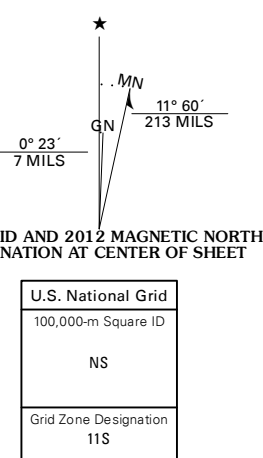 ★
MN
GN
11° 60´
213 MILS
0° 23´
7 MILS
ID AND 2012 MAGNETIC NORTH
NATION AT CENTER OF SHEET
U.S. National Grid
100,000-m Square ID
NS
Grid Zone Designation
11S